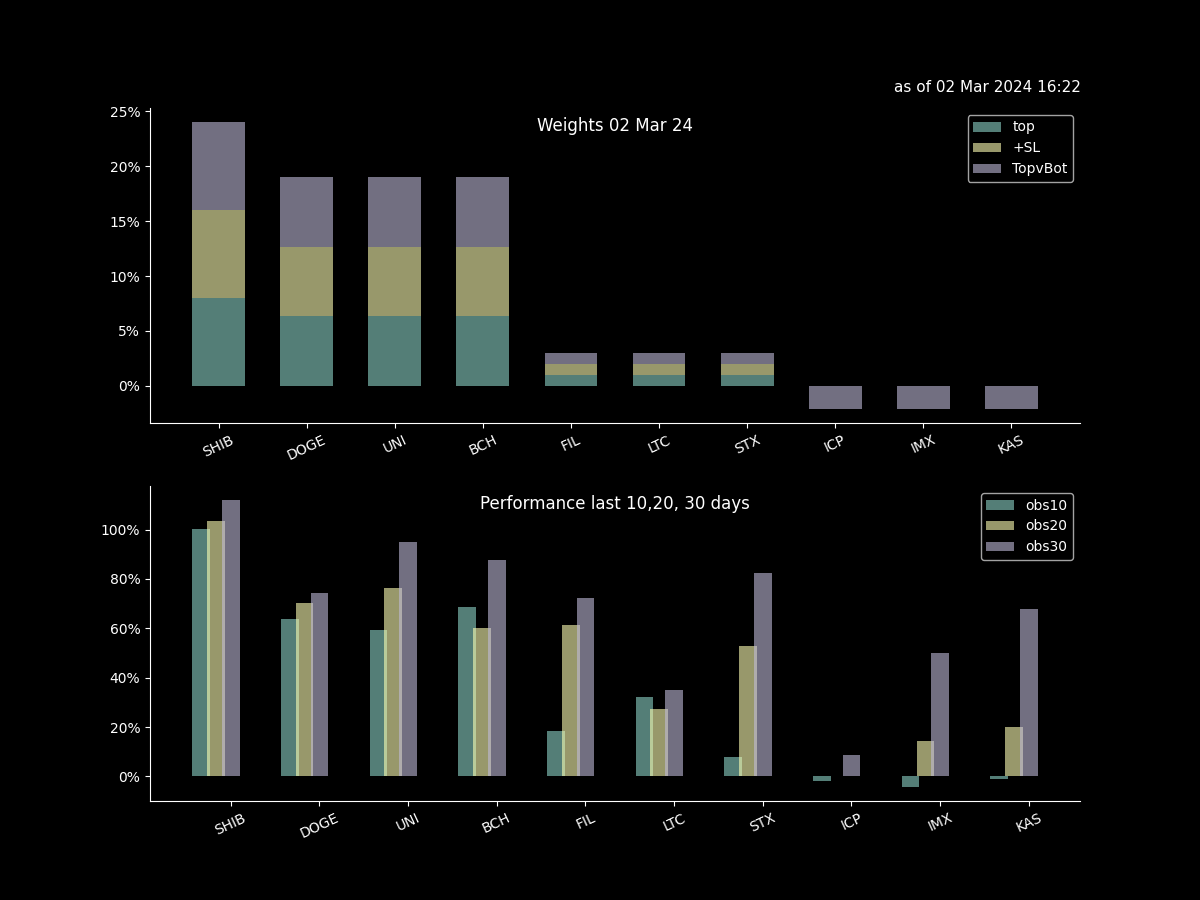 as of 02 Mar 2024 16:22
Weights 02 Mar 24
top
+SL
TopvBot
25%
20%
15%
10%
5%
0%
SHIB DOGE UNI BCH FIL LTC STX ICP IMX KAS
Performance last 10,20, 30 days
obs10
obs20
obs30
100%
80%
60%
40%
20%
0%
SHIB DOGE UNI BCH FIL LTC STX ICP IMX KAS